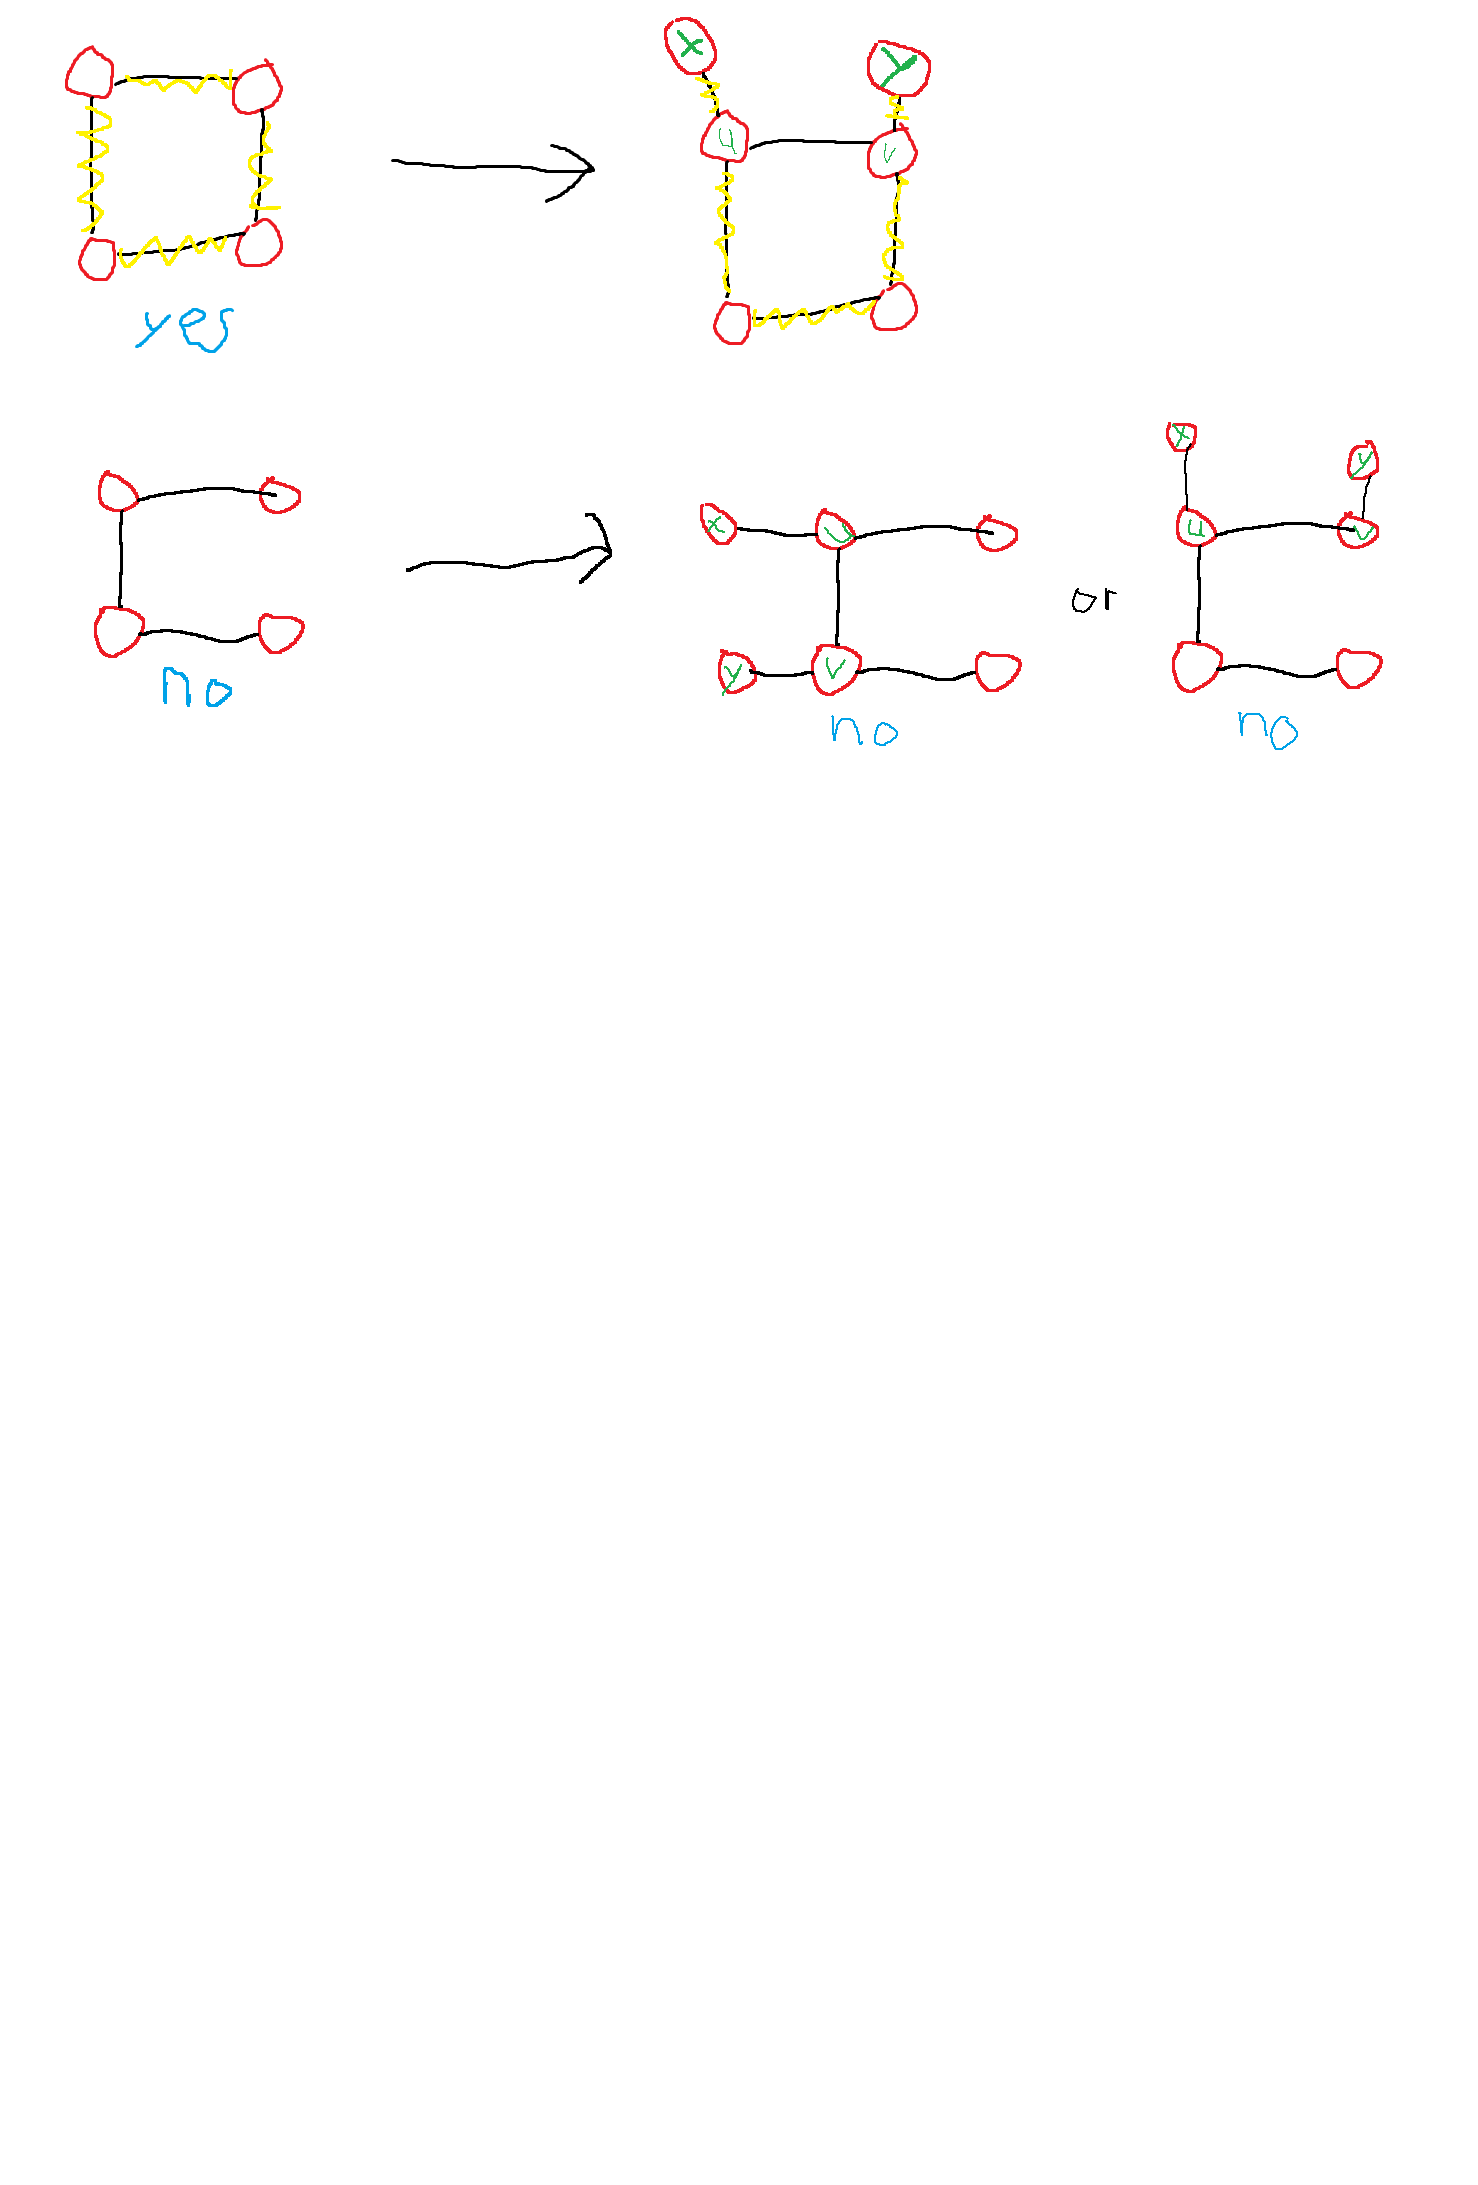 X Y
u v
yes
x y
x u u v
or
y v
no no no